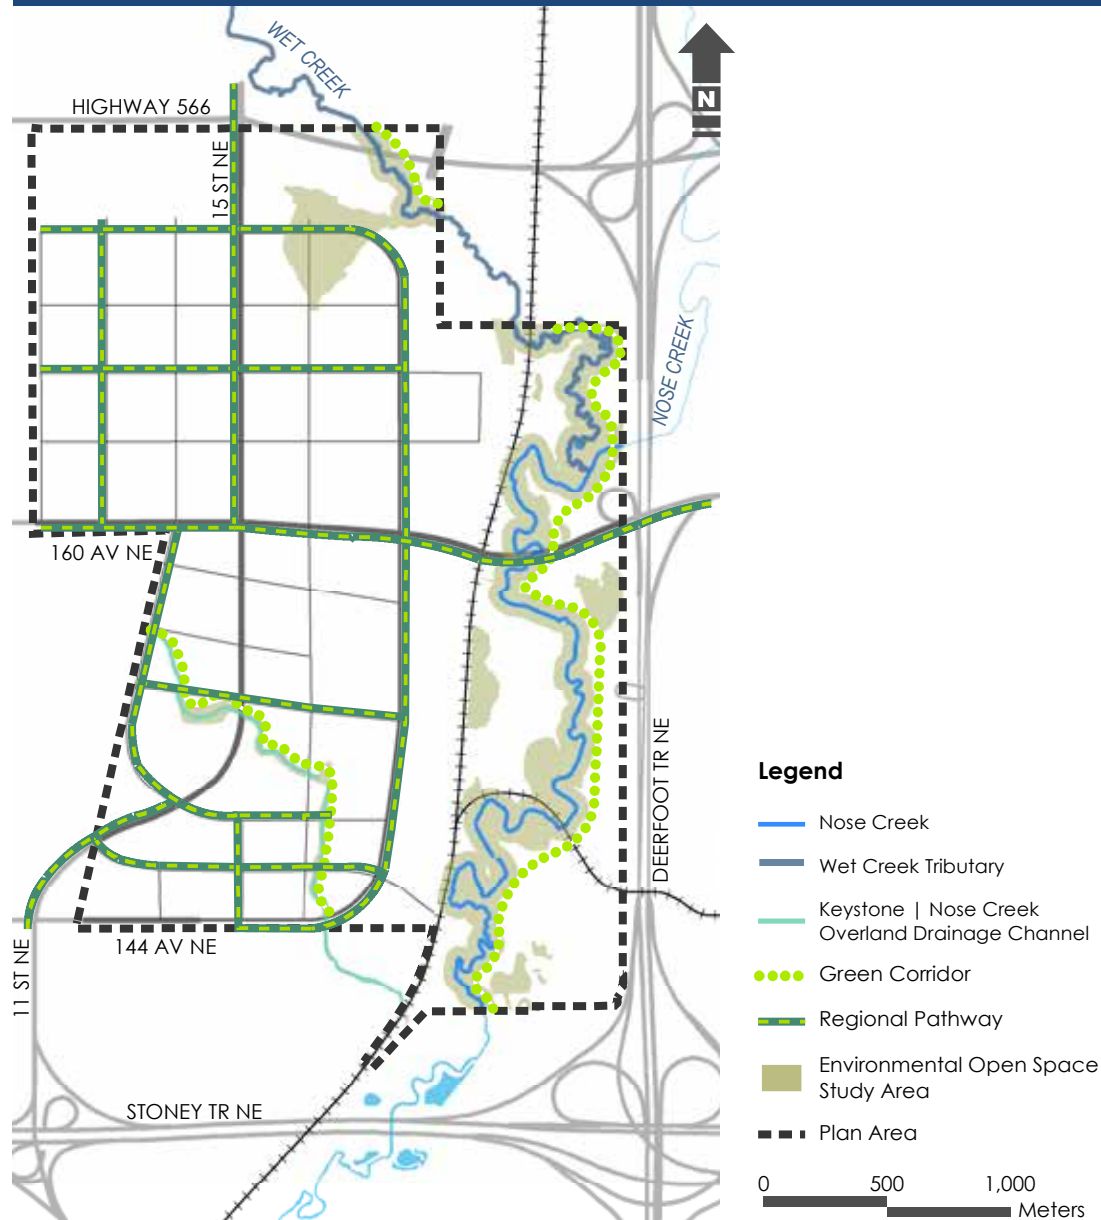 WET CREEK
HIGHWAY 566
N
15 ST NE
NOSE CREEK
160 AV NE
DEERFOOT TR NE
144 AV NE
11 ST NE
STONEY TR NE
Legend
Nose Creek
Wet Creek Tributary
Keystone | Nose Creek
Overland Drainage Channel
Green Corridor
Regional Pathway
Environmental Open Space
Study Area
Plan Area
0 500 1,000
Meters